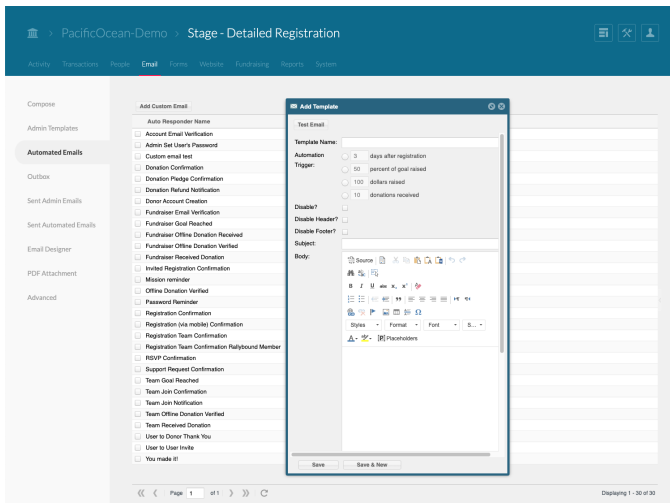 PacificOcean-Demo > Stage - Detailed Registration
Activity Transactions People Email Forms Website Fundraising Reports System
Compose
Admin Templates
Automated Emails
Outbox
Sent Admin Emails
Sent Automated Emails
Email Designer
PDF Attachment
Advanced
Add Custom Email
Auto Responder Name
Account Email Verification
Admin Set User's Password
Custom email test
Donation Confirmation
Donation Pledge Confirmation
Donation Refund Notification
Donor Account Creation
Fundraiser Email Verification
Fundraiser Goal Reached
Fundraiser Offline Donation Received
Fundraiser Offline Donation Verified
Fundraiser Received Donation
Invited Registration Confirmation
Mission reminder
Offline Donation Verified
Password Reminder
Registration Confirmation
Registration (via mobile) Confirmation
Registration Team Confirmation
Registration Team Confirmation Rallybound Member
RSVP Confirmation
Support Request Confirmation
Team Goal Reached
Team Join Confirmation
Team Join Notification
Team Offline Donation Verified
Team Received Donation
User to Donor Thank You
User to User Invite
You made it!
Page 1 of 1
Displaying 1 - 30 of 30
Add Template
Test Email
Template Name:
Automation Trigger:
3 days after registration
50 percent of goal raised
100 dollars raised
10 donations received
Disable?
Disable Header?
Disable Footer?
Subject:
Body:
Source
B I U abc x₂ x²
Styles Format Font S...
A
[P] Placeholders
Save Save & New